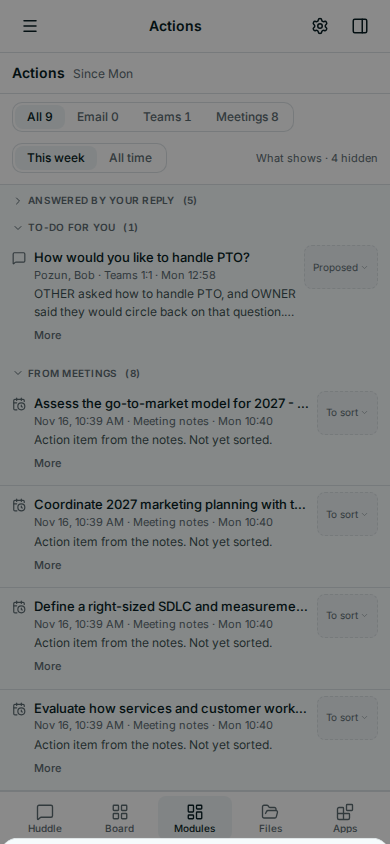 Actions
Actions Since Mon
All 9 Email 0 Teams 1 Meetings 8
This week All time What shows · 4 hidden
ANSWERED BY YOUR REPLY (5)
TO-DO FOR YOU (1)
How would you like to handle PTO?
Proposed
Pozun, Bob · Teams 1:1 · Mon 12:58
OTHER asked how to handle PTO, and OWNER
said they would circle back on that question....
More
FROM MEETINGS (8)
Assess the go-to-market model for 2027 - ...
To sort
Nov 16, 10:39 AM · Meeting notes · Mon 10:40
Action item from the notes. Not yet sorted.
More
Coordinate 2027 marketing planning with t...
To sort
Nov 16, 10:39 AM · Meeting notes · Mon 10:40
Action item from the notes. Not yet sorted.
More
Define a right-sized SDLC and measureme...
To sort
Nov 16, 10:39 AM · Meeting notes · Mon 10:40
Action item from the notes. Not yet sorted.
More
Evaluate how services and customer work...
To sort
Nov 16, 10:39 AM · Meeting notes · Mon 10:40
Action item from the notes. Not yet sorted.
More
Huddle Board Modules Files Apps